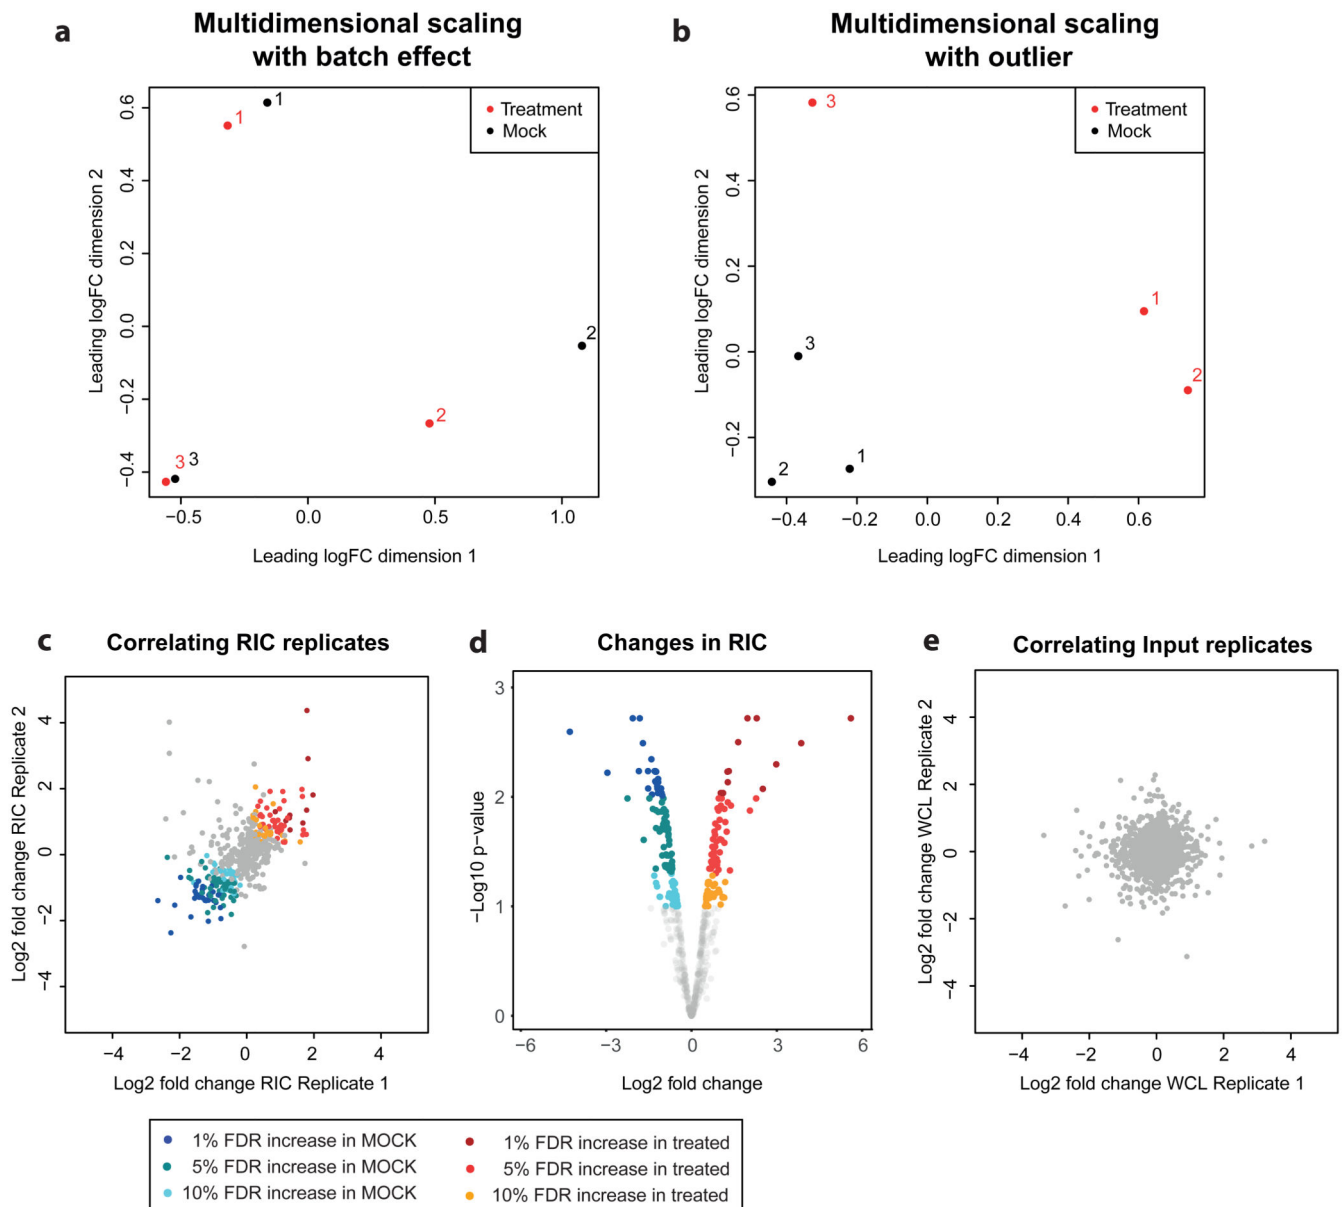 a
Multidimensional scaling
with batch effect
Leading logFC dimension 2
0.6
0.4
0.2
0.0
−0.2
−0.4
1
1
2
2
3
3
Treatment
Mock
−0.5
0.0
0.5
1.0
Leading logFC dimension 1
b
Multidimensional scaling
with outlier
Leading logFC dimension 2
0.6
0.4
0.2
0.0
−0.2
3
1
2
3
1
2
Treatment
Mock
−0.4
−0.2
0.0
0.2
0.4
0.6
Leading logFC dimension 1
c
Correlating RIC replicates
Log2 fold change RIC Replicate 2
4
2
0
−2
−4
−4
−2
0
2
4
Log2 fold change RIC Replicate 1
d
Changes in RIC
−Log10 p−value
3
2
1
0
−6
−3
0
3
6
Log2 fold change
e
Correlating Input replicates
Log2 fold change WCL Replicate 2
4
2
0
−2
−4
−4
−2
0
2
4
Log2 fold change WCL Replicate 1
1% FDR increase in MOCK
5% FDR increase in MOCK
10% FDR increase in MOCK
1% FDR increase in treated
5% FDR increase in treated
10% FDR increase in treated